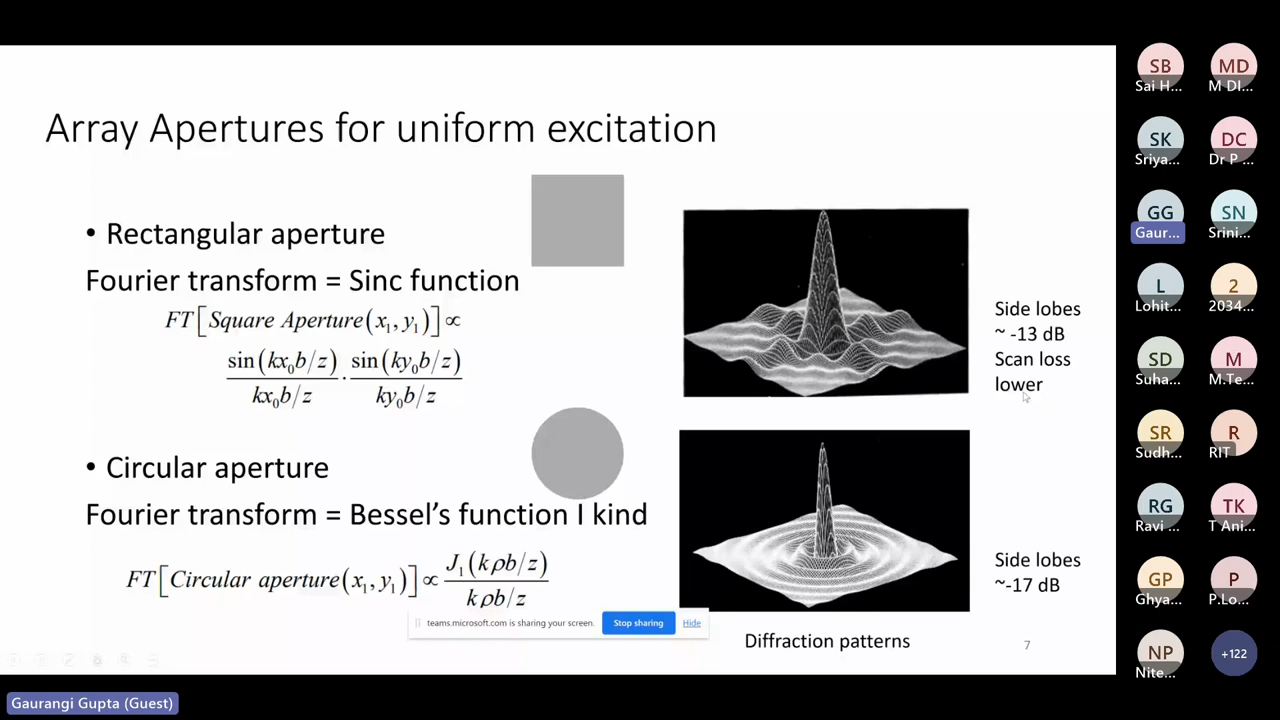 Array Apertures for uniform excitation
• Rectangular aperture
Fourier transform = Sinc function
FT[Square Aperture(x₁, y₁)] ∝
sin(kx₀b/z)/kx₀b/z · sin(ky₀b/z)/ky₀b/z
Side lobes
~ -13 dB
Scan loss
lower
• Circular aperture
Fourier transform = Bessel's function I kind
FT[Circular aperture(x₁, y₁)] ∝ J₁(kρb/z)/kρb/z
Side lobes
~-17 dB
Diffraction patterns
7
teams.microsoft.com is sharing your screen.
Stop sharing
Hide
Gaurangi Gupta (Guest)
SB
MD
Sai H...
M DI...
SK
DC
Sriya...
Dr P ...
GG
SN
Gaur...
Srini...
L
2
Lohit...
2034...
SD
M
Suha...
M.Te...
SR
R
Sudh...
RIT
RG
TK
Ravi ...
T Ani...
GP
P
Ghya...
P.Lo...
NP
+122
Nite...